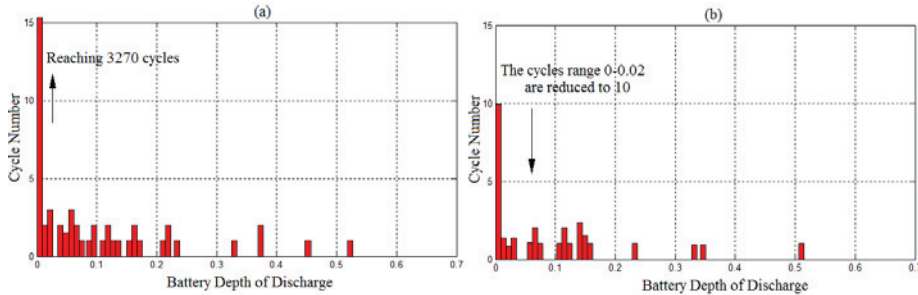 (a)
15
Reaching 3270 cycles
10
Cycle Number
5
0
0 0.1 0.2 0.3 0.4 0.5 0.6 0.7
Battery Depth of Discharge
(b)
15
The cycles range 0-0.02
are reduced to 10
10
Cycle Number
5
0
0 0.1 0.2 0.3 0.4 0.5 0.6 0.7
Battery Depth of Discharge